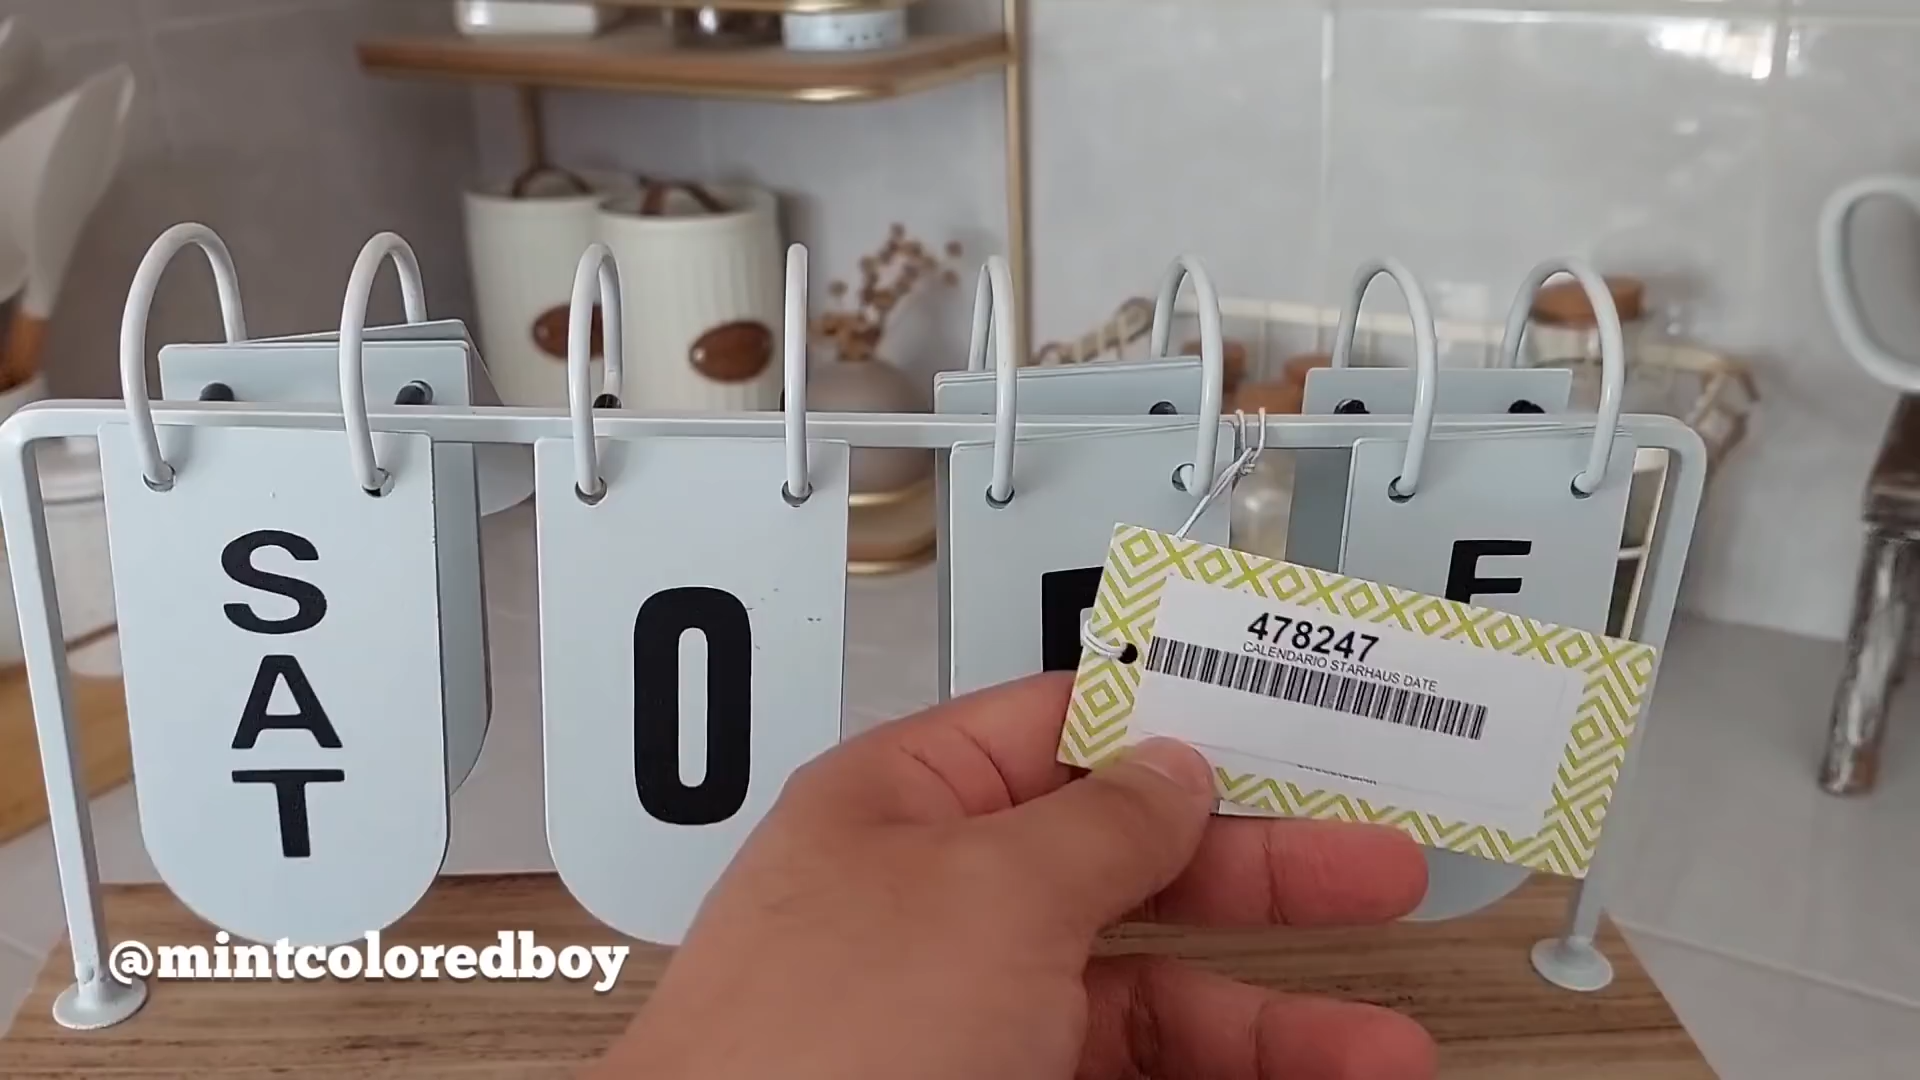 SAT
0
F
478247
CALENDARIO STARHAUS DATE
@mintcoloredboy